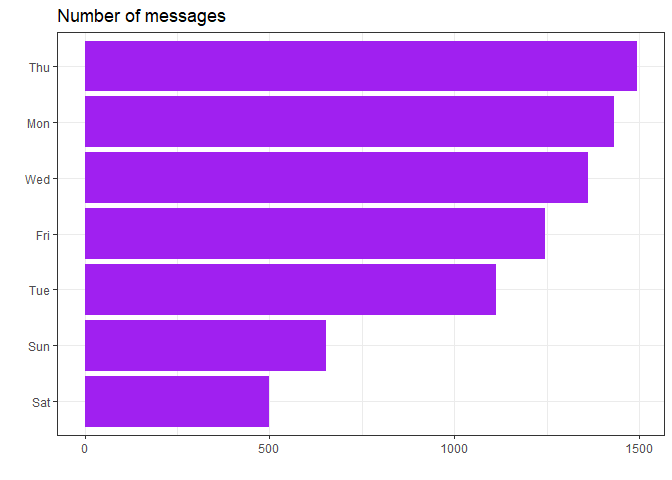 Number of messages
Thu
Mon
Wed
Fri
Tue
Sun
Sat
0 500 1000 1500